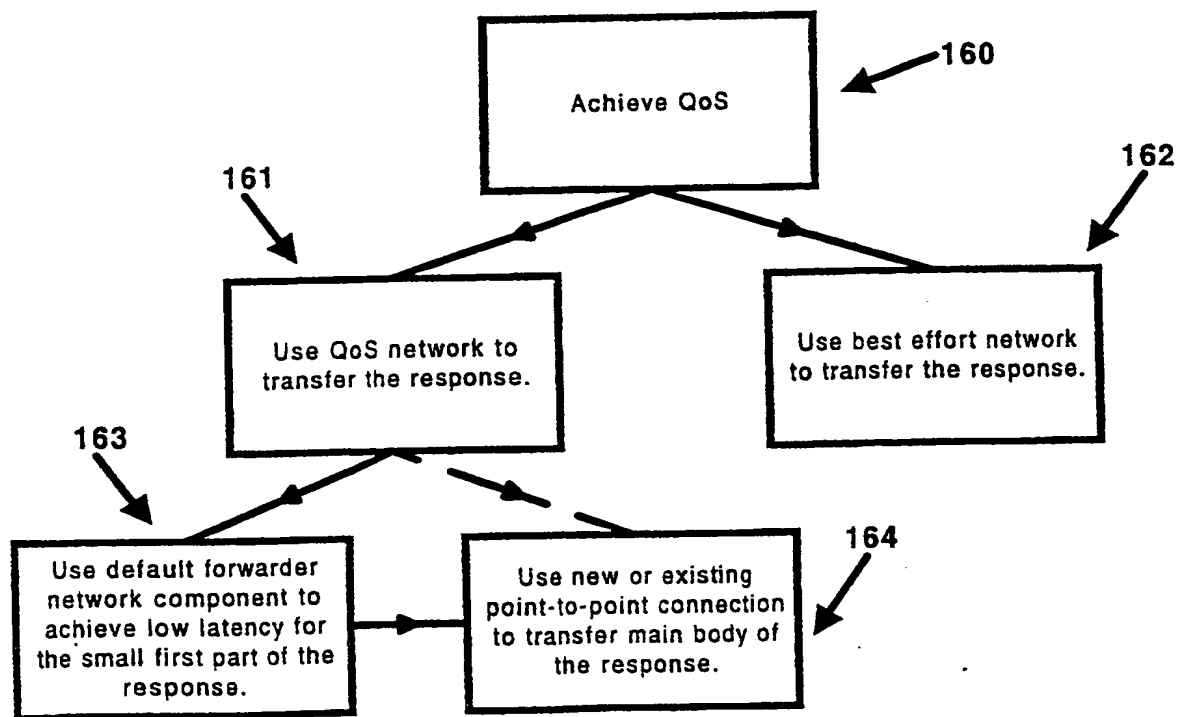 160
Achieve QoS
161
162
Use QoS network to
transfer the response.
Use best effort network
to transfer the response.
163
164
Use default forwarder
network component to
achieve low latency for
the small first part of the
response.
Use new or existing
point-to-point connection
to transfer main body of
the response.